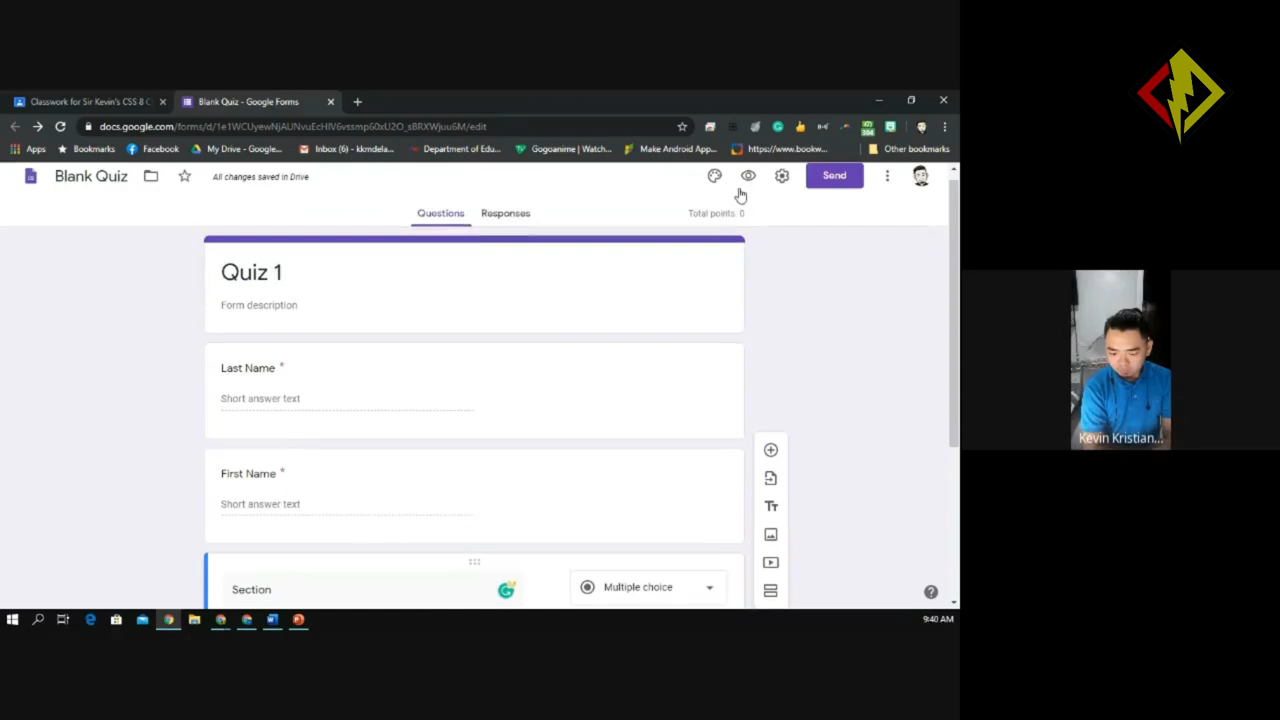 Classwork for Sir Kevin's CSS 8 C
Blank Quiz - Google Forms
docs.google.com/forms/d/1e1WCUyewNjAUNvuEcHlV6vssmp60xU2O_sBRXWjuu6M/edit
Apps
Bookmarks
Facebook
My Drive - Google...
Inbox (6) - kkmdela...
Department of Edu...
Gogoanime | Watch...
Make Android App...
https://www.bookw...
Other bookmarks
Blank Quiz
All changes saved in Drive
Send
Questions
Responses
Total points: 0
Quiz 1
Form description
Last Name *
Short answer text
First Name *
Short answer text
Section
Multiple choice
9:40 AM
Kevin Kristian...